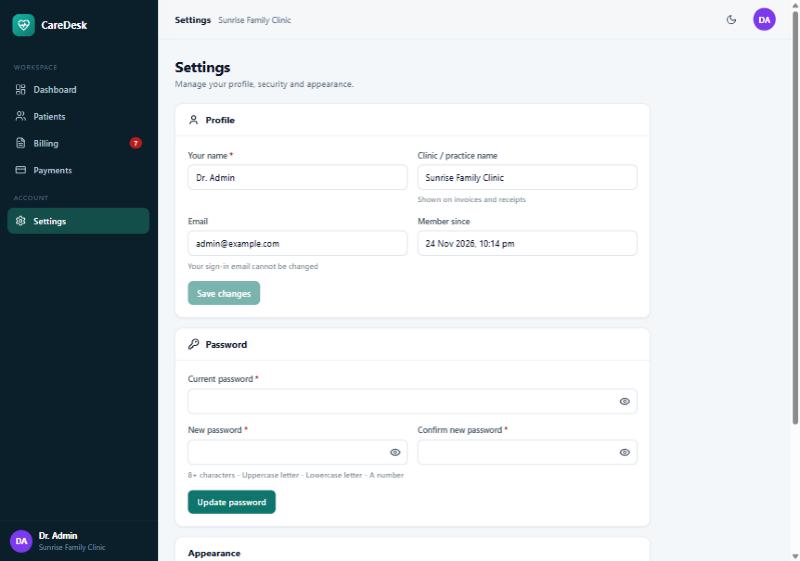 CareDesk
WORKSPACE
Dashboard
Patients
Billing
7
Payments
ACCOUNT
Settings
DA
Dr. Admin
Sunrise Family Clinic
Settings Sunrise Family Clinic
DA
Settings
Manage your profile, security and appearance.
Profile
Your name *
Dr. Admin
Clinic / practice name
Sunrise Family Clinic
Shown on invoices and receipts
Email
admin@example.com
Your sign-in email cannot be changed
Member since
24 Nov 2026, 10:14 pm
Save changes
Password
Current password *
New password *
Confirm new password *
8+ characters · Uppercase letter · Lowercase letter · A number
Update password
Appearance